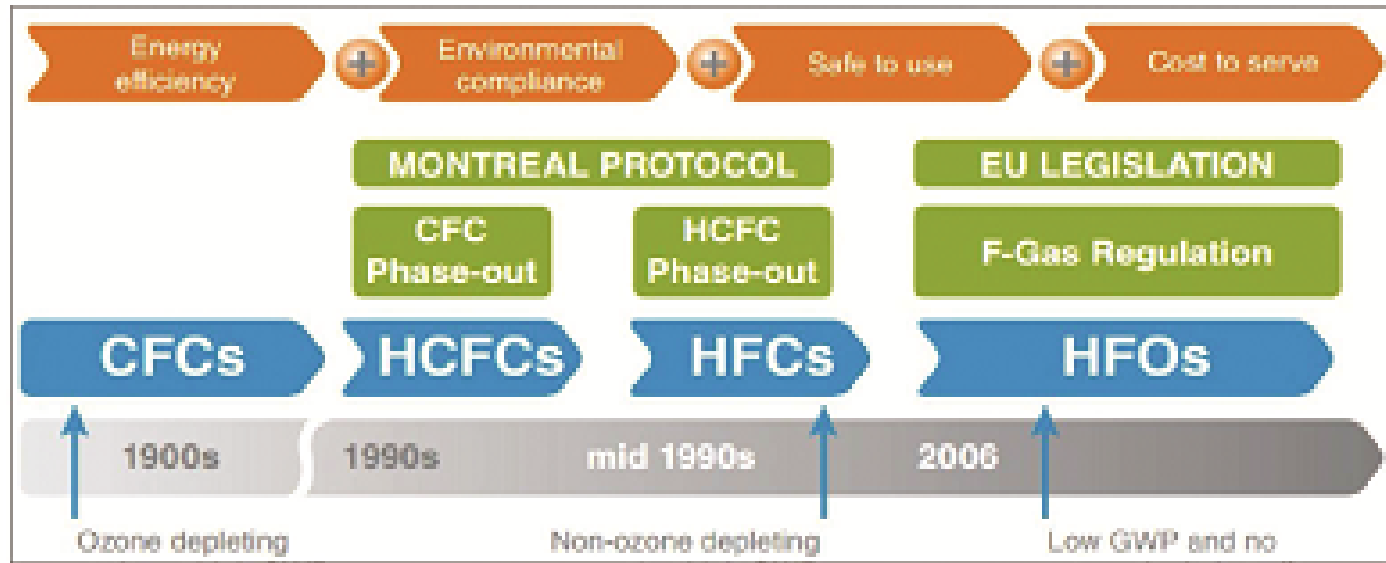 Energy
efficiency
Environmental
compliance
Safe to use
Cost to serve
MONTREAL PROTOCOL
EU LEGISLATION
CFC
Phase-out
HCFC
Phase-out
F-Gas Regulation
CFCs
HCFCs
HFCs
HFOs
1900s
1990s
mid 1990s
2006
Ozone depleting
Non-ozone depleting
Low GWP and no